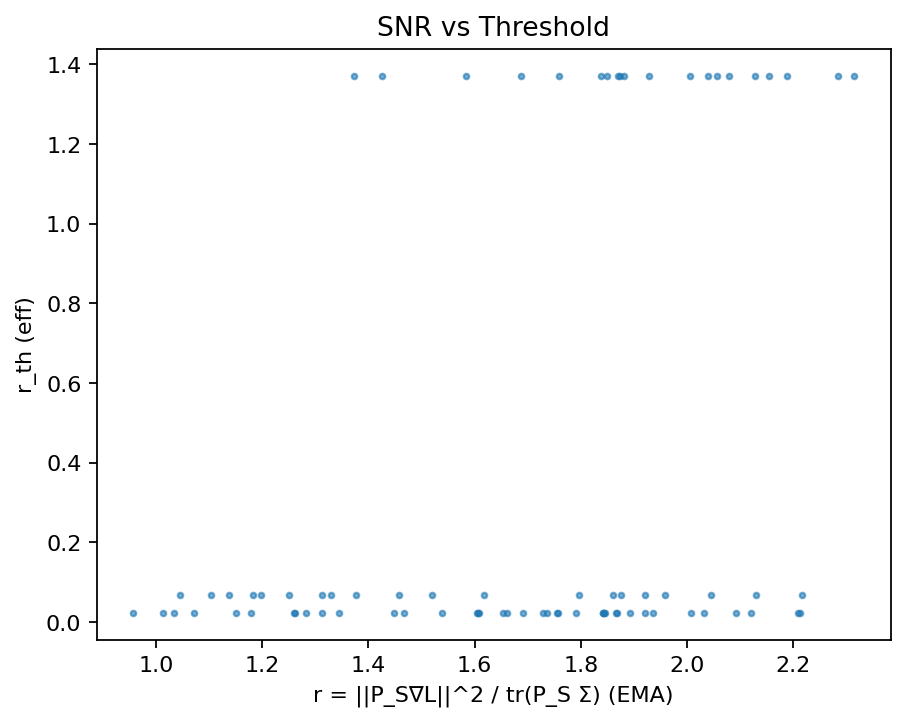 SNR vs Threshold
r_th (eff)
1.4
1.2
1.0
0.8
0.6
0.4
0.2
0.0
1.0 1.2 1.4 1.6 1.8 2.0 2.2
r = ||P_S∇L||^2 / tr(P_S Σ) (EMA)